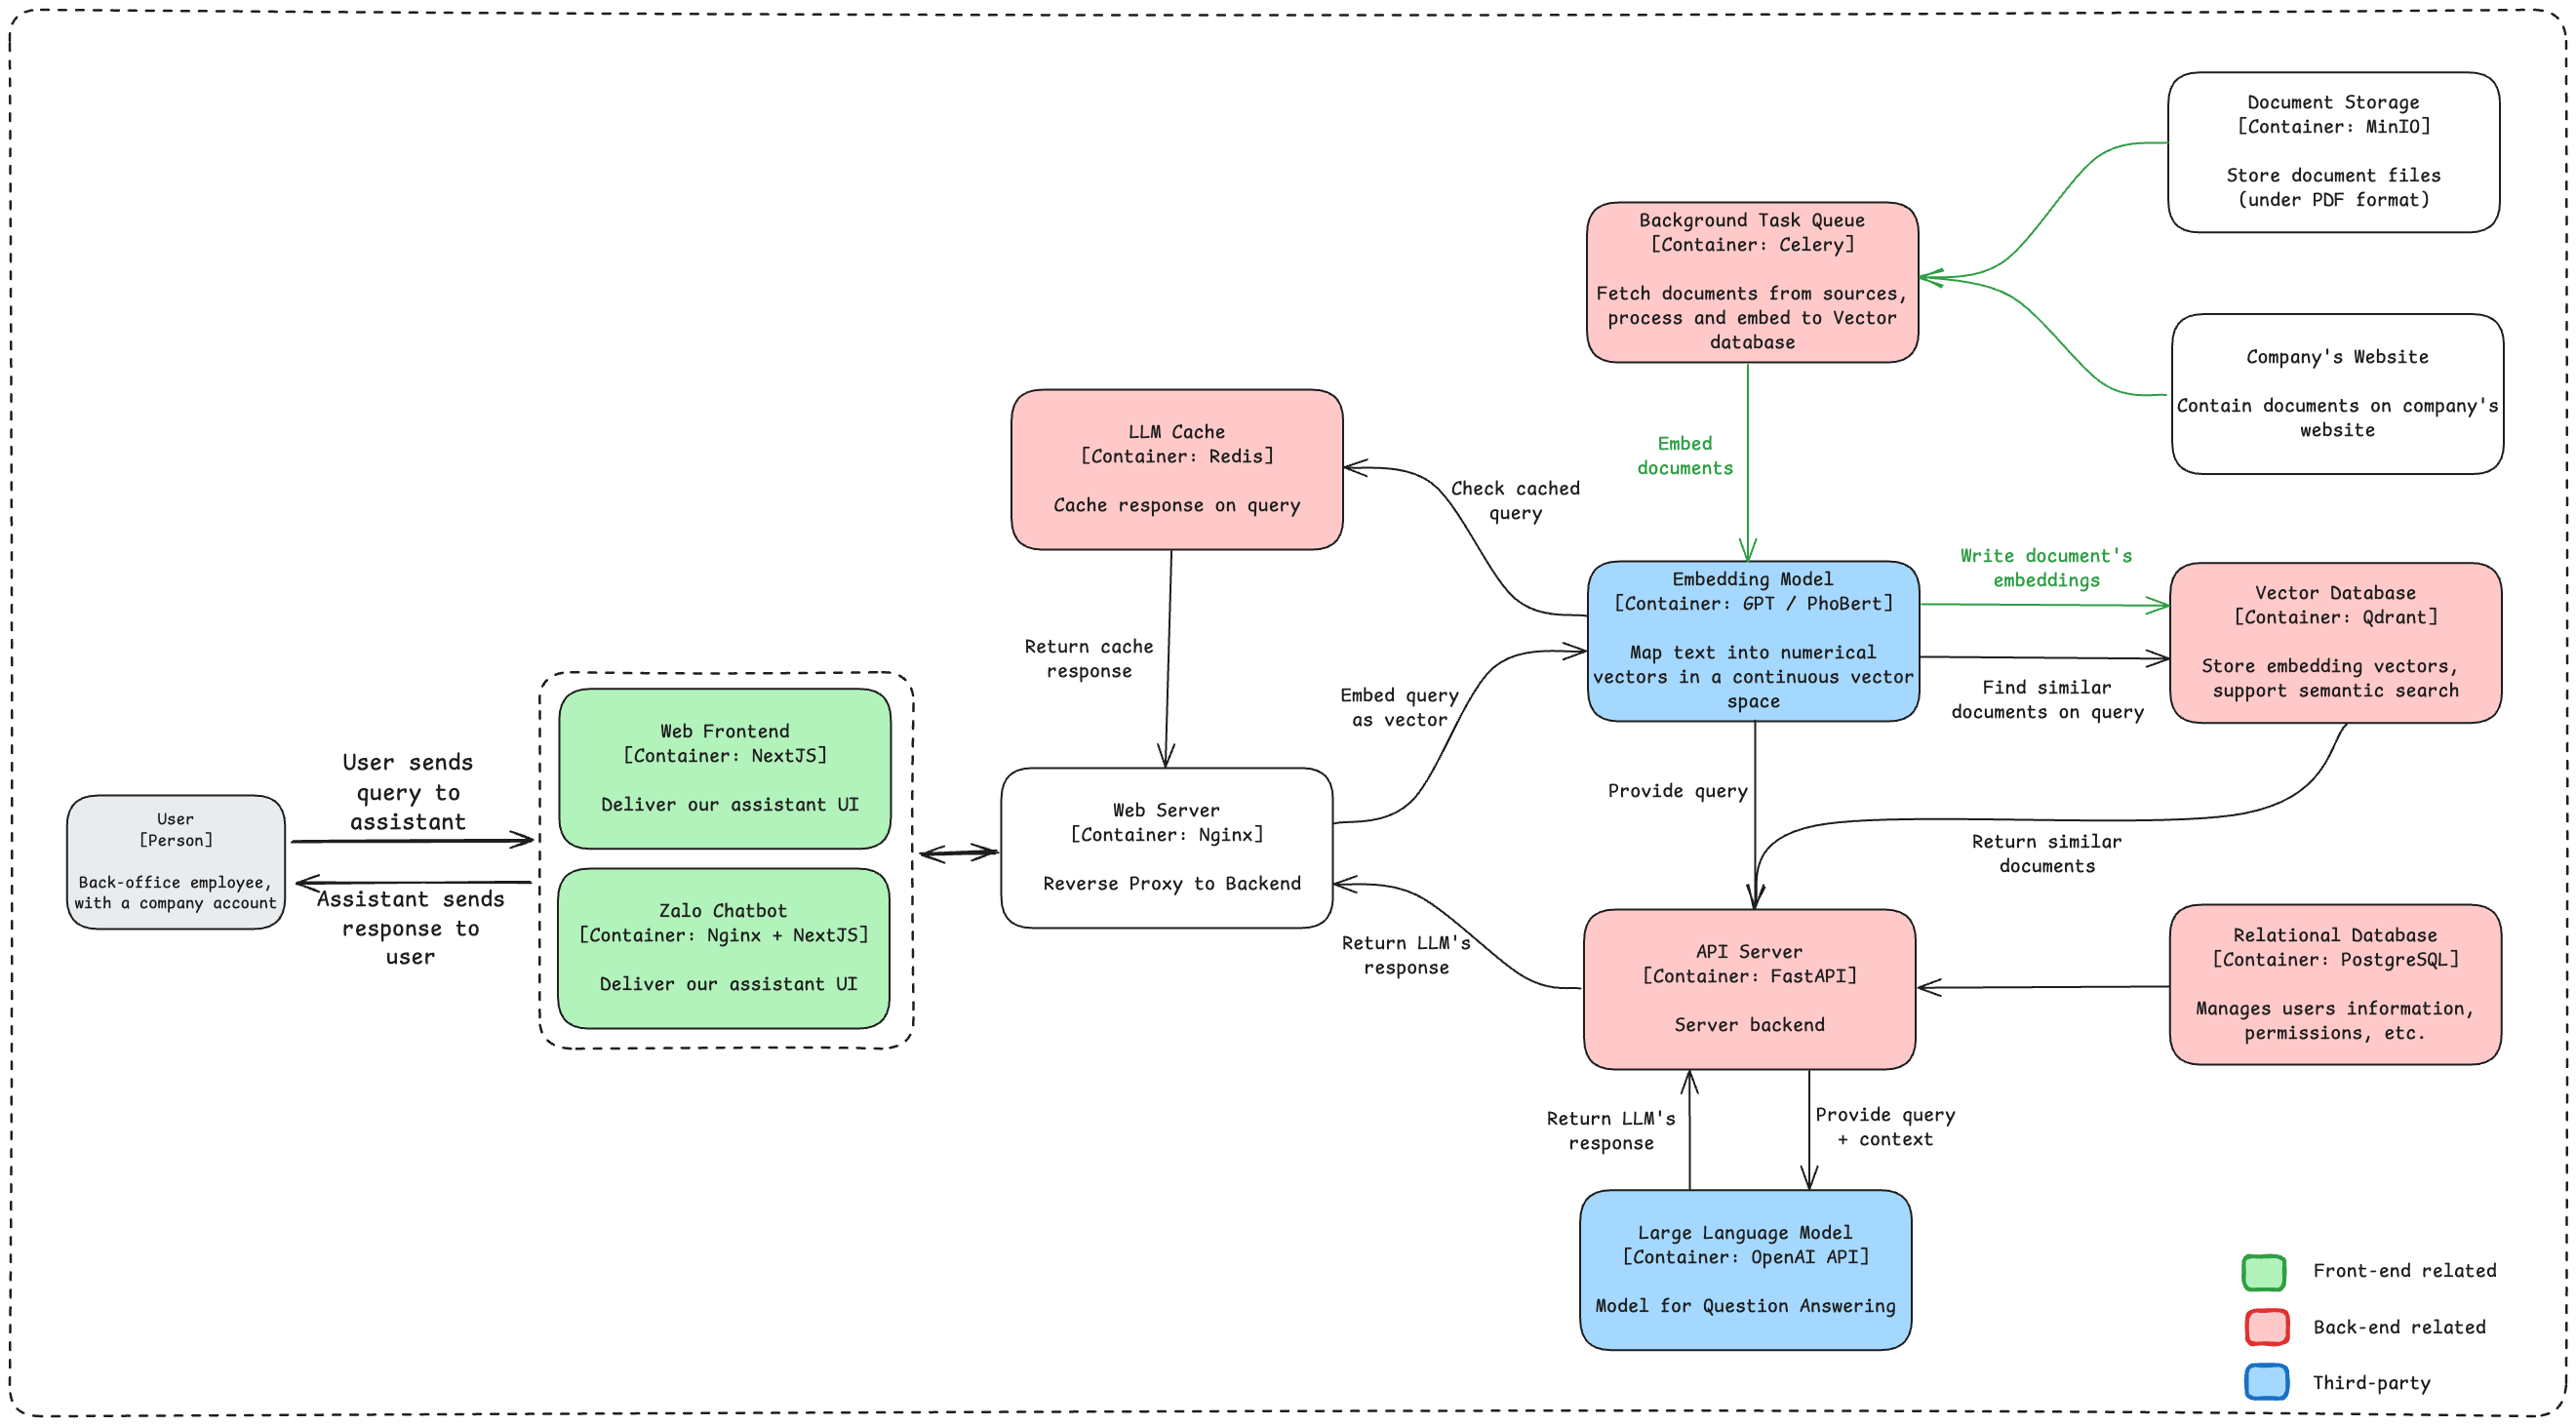 Document Storage
[Container: MinIO]
Store document files
(under PDF format)
Background Task Queue
[Container: Celery]
Fetch documents from sources,
process and embed to Vector
database
Company's Website
Contain documents on company's
website
LLM Cache
[Container: Redis]
Cache response on query
Embed
documents
Check cached
query
Write document's
embeddings
Embedding Model
[Container: GPT / PhoBert]
Map text into numerical
vectors in a continuous vector
space
Vector Database
[Container: Qdrant]
Store embedding vectors,
support semantic search
Return cache
response
Embed query
as vector
Find similar
documents on query
Web Frontend
[Container: NextJS]
Deliver our assistant UI
User sends
query to
assistant
User
[Person]
Back-office employee,
with a company account
Assistant sends
response to
user
Zalo Chatbot
[Container: Nginx + NextJS]
Deliver our assistant UI
Web Server
[Container: Nginx]
Reverse Proxy to Backend
Provide query
Return similar
documents
Return LLM's
response
API Server
[Container: FastAPI]
Server backend
Relational Database
[Container: PostgreSQL]
Manages users information,
permissions, etc.
Return LLM's
response
Provide query
+ context
Large Language Model
[Container: OpenAI API]
Model for Question Answering
Front-end related
Back-end related
Third-party